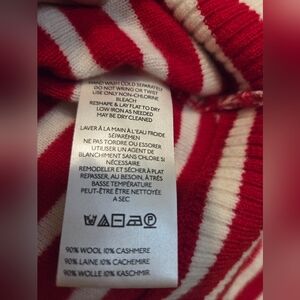 HAND WASH COLD SEPARATELY
DO NOT WRING OR TWIST
USE ONLY NON-CHLORINE
BLEACH
RESHAPE & LAY FLAT TO DRY
LOW IRON AS NEEDED
MAY BE DRY CLEANED
LAVER À LA MAIN À L'EAU FROIDE
SÉPARÉMEN
NE PAS TORDRE OU ESSORER
UTILISER UN AGENT DE
BLANCHIMENT SANS CHLORE SI
NÉCESSAIRE
REMODELER ET SÉCHER À PLAT
REPASSER, AU BESOIN, À TRÈS
BASSE TEMPÉRATURE
PEUT-ÊTRE ÊTRE NETTOYÉE
A SEC
90% WOOL 10% CASHMERE
90% LAINE 10% CACHEMIRE
90% WOLLE 10% KASCHMIR